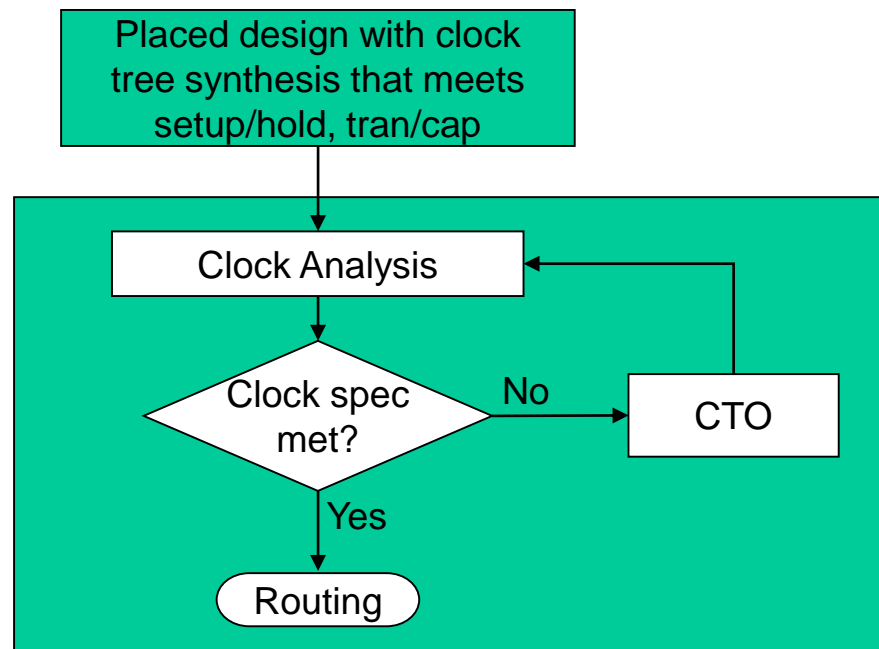 Placed design with clock
tree synthesis that meets
setup/hold, tran/cap
Clock Analysis
Clock spec
met?
No
CTO
Yes
Routing